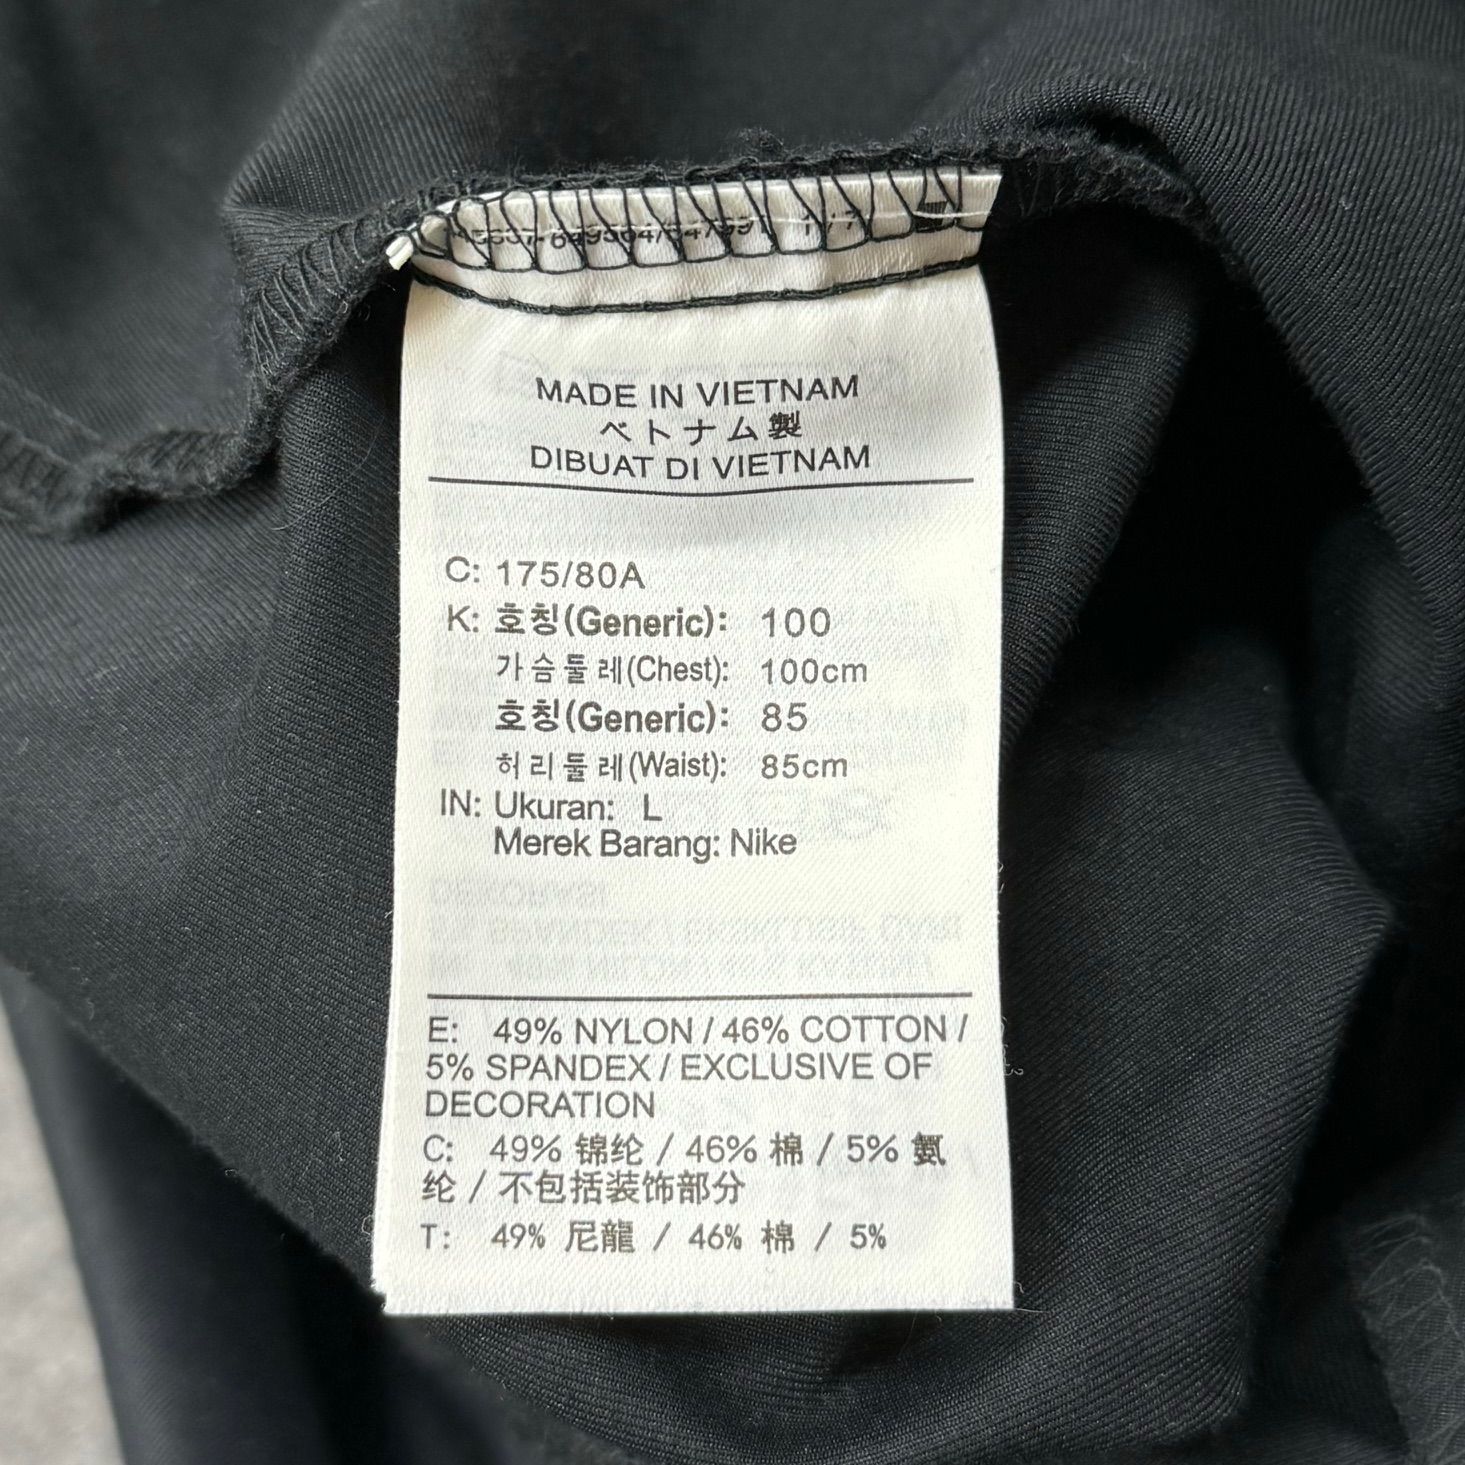 MADE IN VIETNAM
ベトナム製
DIBUAT DI VIETNAM
C: 175/80A
K: 호칭(Generic): 100
가슴둘레(Chest): 100cm
호칭(Generic): 85
허리둘레(Waist): 85cm
IN: Ukuran: L
Merek Barang: Nike
E: 49% NYLON / 46% COTTON /
5% SPANDEX / EXCLUSIVE OF
DECORATION
C: 49% 锦纶 / 46% 棉 / 5% 氨
纶 / 不包括装饰部分
T: 49% 尼龍 / 46% 棉 / 5%